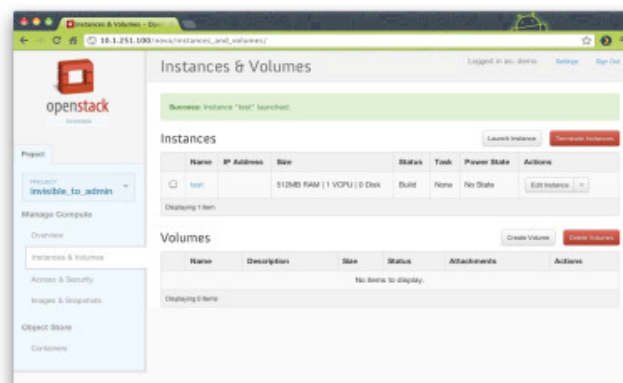 Instances & Volumes - Open
10.1.251.100/nova/instances_and_volumes/
openstack
Instances & Volumes
Logged in as: demo
Settings
Sign Out
Success: Instance "test" launched.
Project
PROJECT
invisible_to_admin
Manage Compute
Overview
Instances & Volumes
Access & Security
Images & Snapshots
Object Store
Containers
Instances
Launch Instance
Terminate Instances
Name IP Address Size Status Task Power State Actions
test 512MB RAM | 1 VCPU | 0 Disk Build None No State Edit Instance
Displaying 1 item
Volumes
Create Volume
Delete Volumes
Name Description Size Status Attachments Actions
No items to display.
Displaying 0 items